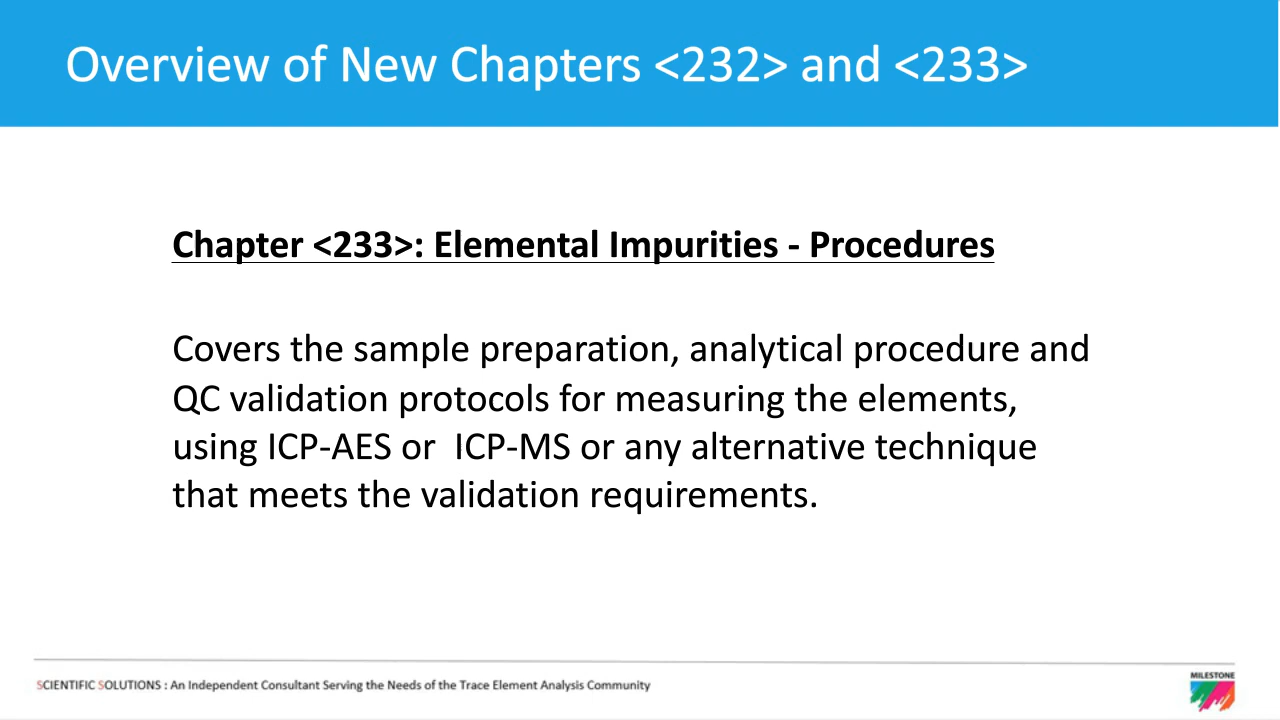 Overview of New Chapters <232> and <233>
Chapter <233>: Elemental Impurities - Procedures
Covers the sample preparation, analytical procedure and
QC validation protocols for measuring the elements,
using ICP-AES or  ICP-MS or any alternative technique
that meets the validation requirements.
SCIENTIFIC SOLUTIONS : An Independent Consultant Serving the Needs of the Trace Element Analysis Community
MILESTONE